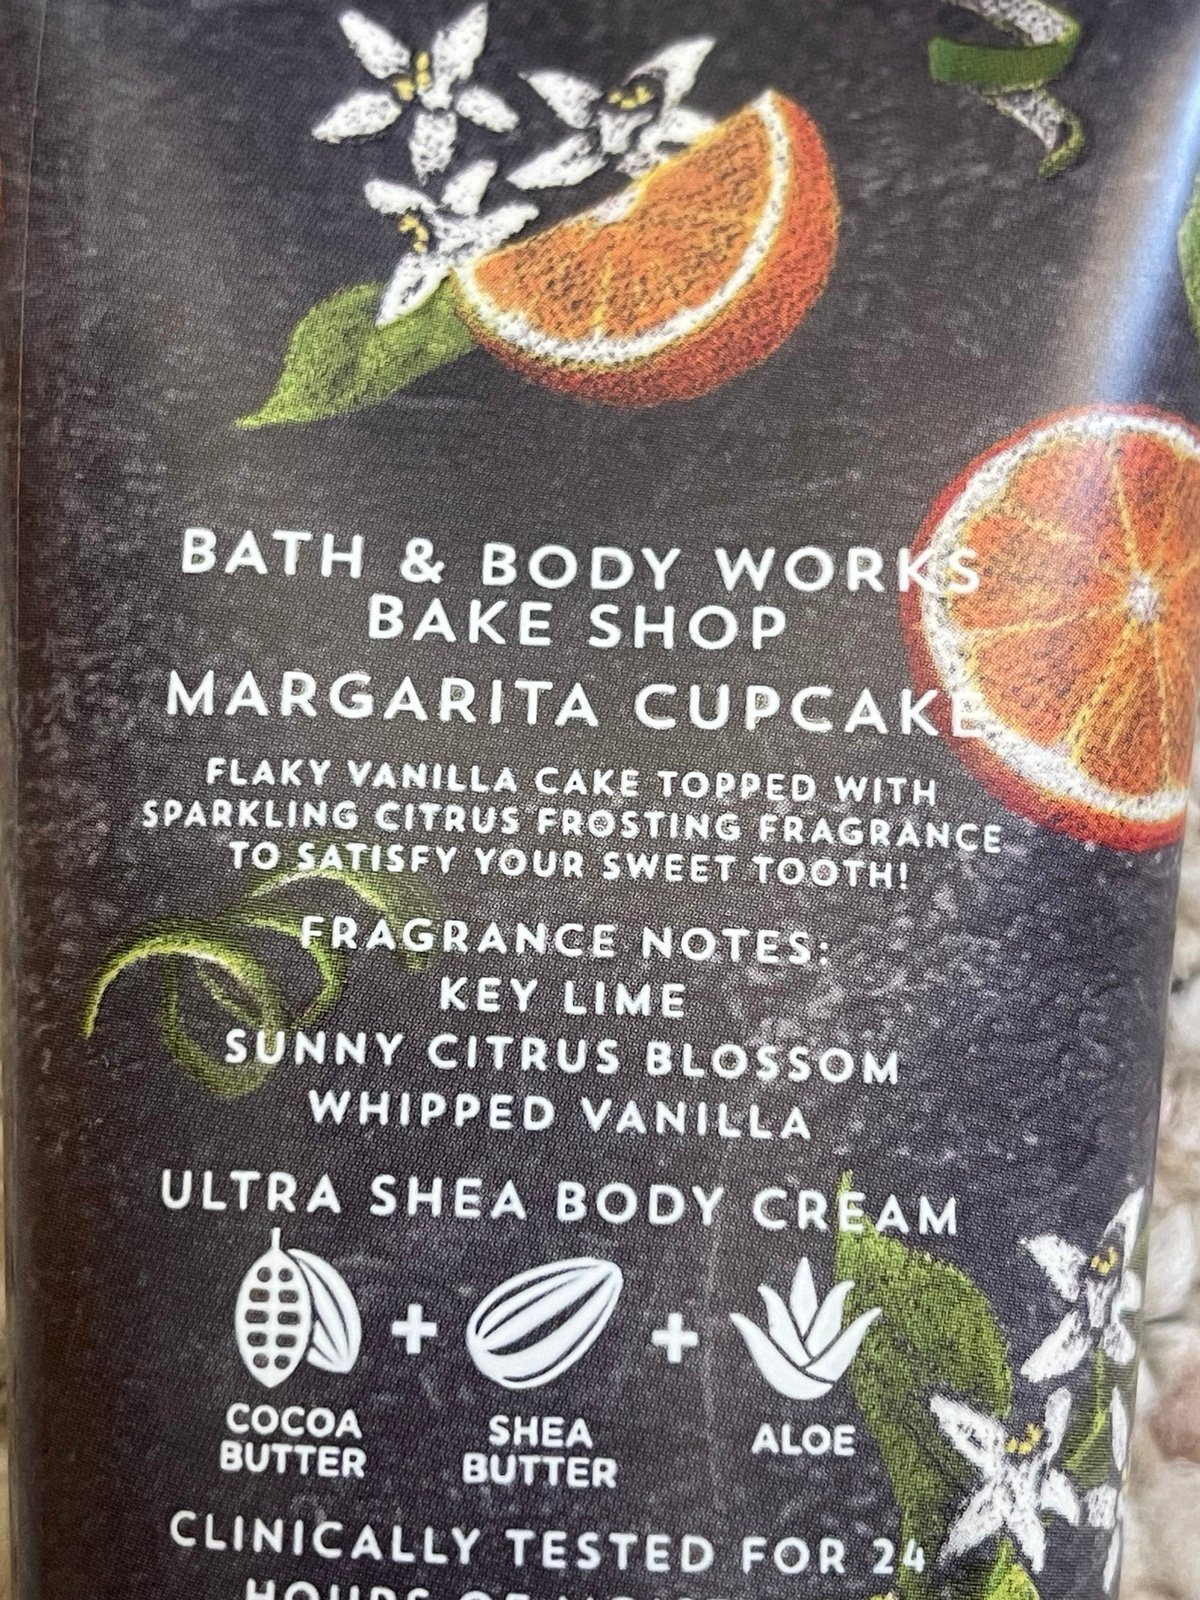 BATH & BODY WORKS
BAKE SHOP
MARGARITA CUPCAKE
FLAKY VANILLA CAKE TOPPED WITH
SPARKLING CITRUS FROSTING FRAGRANCE
TO SATISFY YOUR SWEET TOOTH!
FRAGRANCE NOTES:
KEY LIME
SUNNY CITRUS BLOSSOM
WHIPPED VANILLA
ULTRA SHEA BODY CREAM
COCOA BUTTER + SHEA BUTTER + ALOE
CLINICALLY TESTED FOR 24
HOURS OF